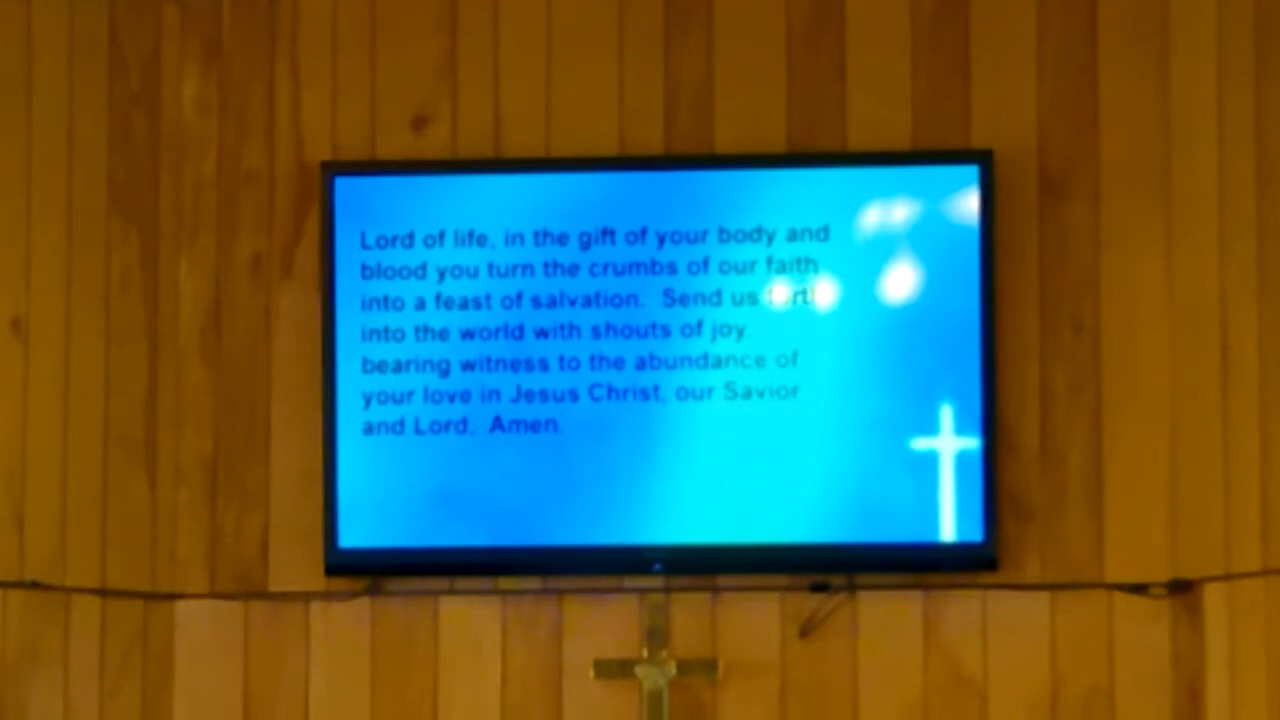 Lord of life, in the gift of your body and
blood you turn the crumbs of our faith
into a feast of salvation. Send us forth
into the world with shouts of joy,
bearing witness to the abundance of
your love in Jesus Christ, our Savior
and Lord. Amen.